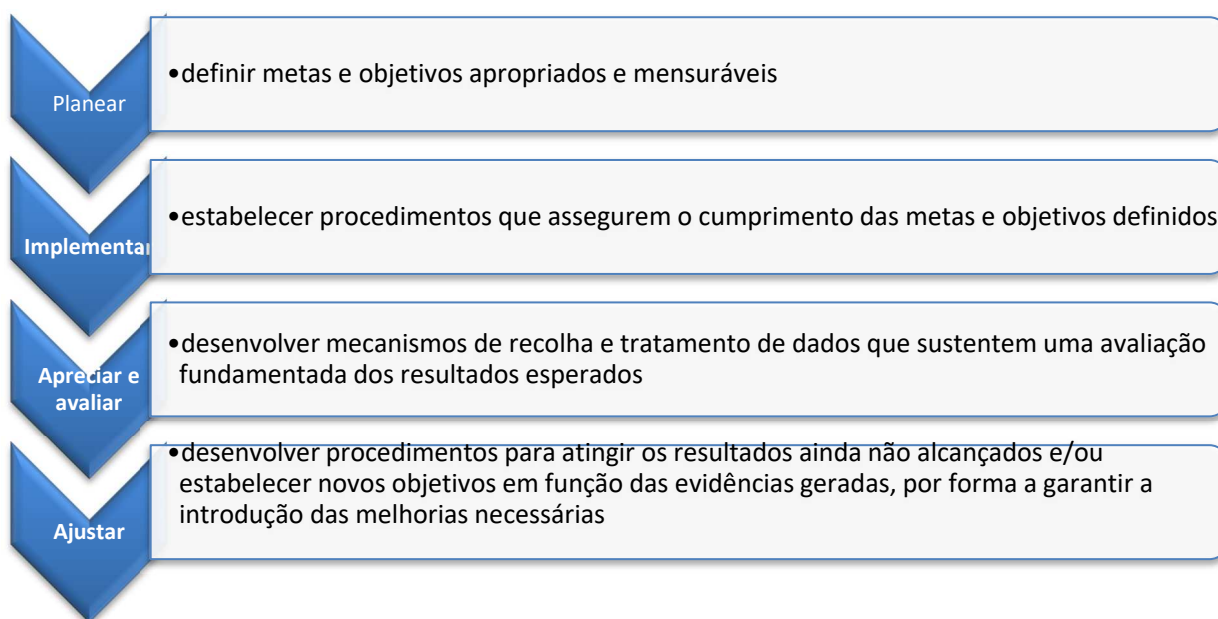 Planear
•definir metas e objetivos apropriados e mensuráveis
Implementar
•estabelecer procedimentos que assegurem o cumprimento das metas e objetivos definidos
Apreciar e
avaliar
•desenvolver mecanismos de recolha e tratamento de dados que sustentem uma avaliação
fundamentada dos resultados esperados
Ajustar
•desenvolver procedimentos para atingir os resultados ainda não alcançados e/ou
estabelecer novos objetivos em função das evidências geradas, por forma a garantir a
introdução das melhorias necessárias